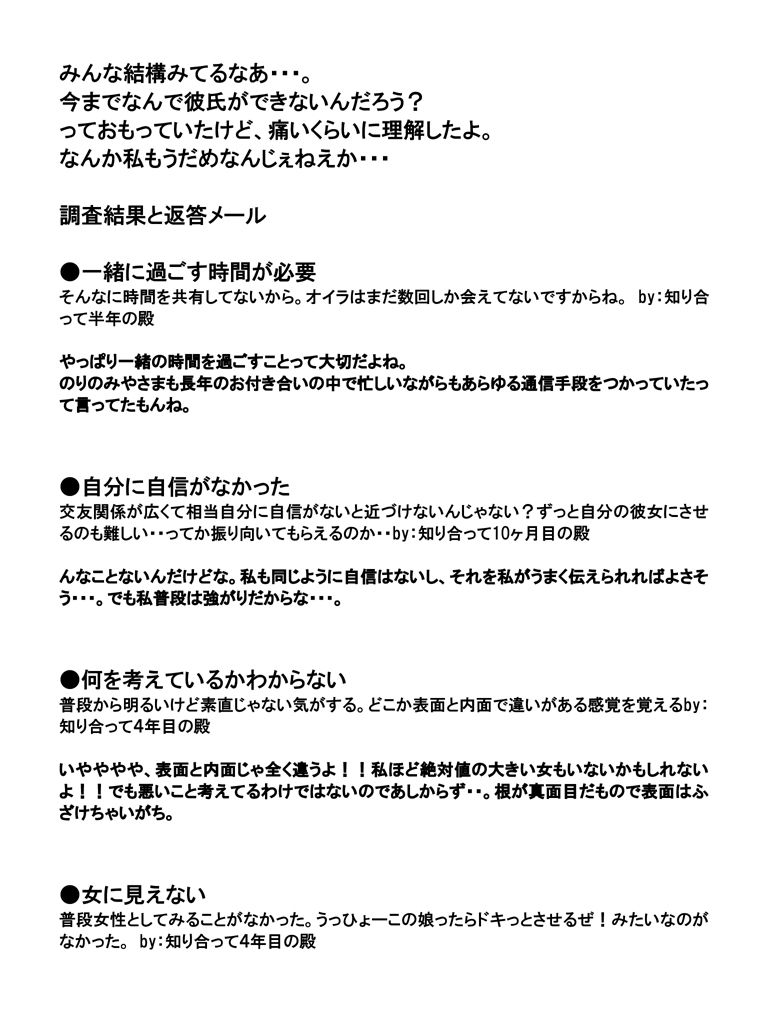 みんな結構みてるなあ・・・。
今までなんで彼氏ができないんだろう？
っておもっていたけど、痛いくらいに理解したよ。
なんか私もうだめなんじぇねえか・・・
調査結果と返答メール
●一緒に過ごす時間が必要
そんなに時間を共有してないから。オイラはまだ数回しか会えてないですからね。 by：知り合
って半年の殿
やっぱり一緒の時間を過ごすことって大切だよね。
のりのみやさまも長年のお付き合いの中で忙しいながらもあらゆる通信手段をつかっていたっ
て言ってたもんね。
●自分に自信がなかった
交友関係が広くて相当自分に自信がないと近づけないんじゃない？ずっと自分の彼女にさせ
るのも難しい・・ってか振り向いてもらえるのか・・by：知り合って10ヶ月目の殿
んなことないんだけどな。私も同じように自信はないし、それを私がうまく伝えられればよさそ
う・・・。でも私普段は強がりだからな・・・。
●何を考えているかわからない
普段から明るいけど素直じゃない気がする。どこか表面と内面で違いがある感覚を覚えるby：
知り合って４年目の殿
いやややや、表面と内面じゃ全く違うよ！！私ほど絶対値の大きい女もいないかもしれない
よ！！でも悪いこと考えてるわけではないのであしからず・・。根が真面目だもので表面はふ
ざけちゃいがち。
●女に見えない
普段女性としてみることがなかった。うっひょーこの娘ったらドキっとさせるぜ！みたいなのが
なかった。 by：知り合って４年目の殿